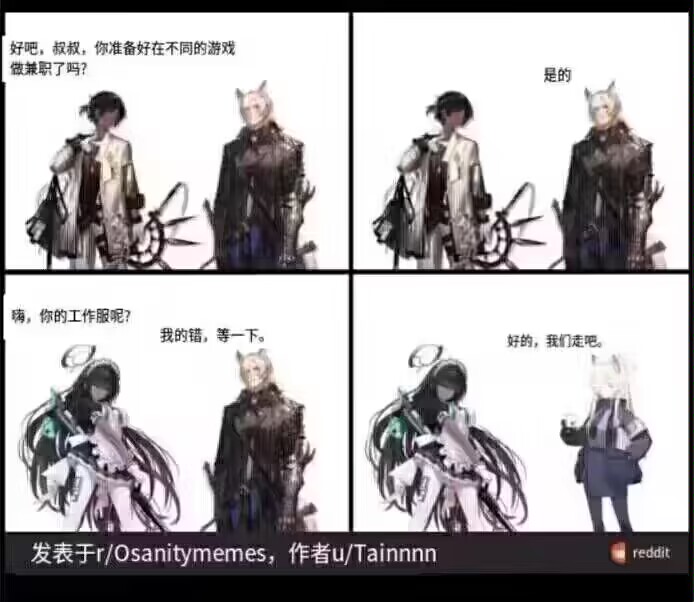 好吧，叔叔，你准备好在不同的游戏
做兼职了吗?
是的
嗨，你的工作服呢?
我的错，等一下。
好的，我们走吧。
发表于r/Osanitymemes，作者u/Tainnnn
reddit